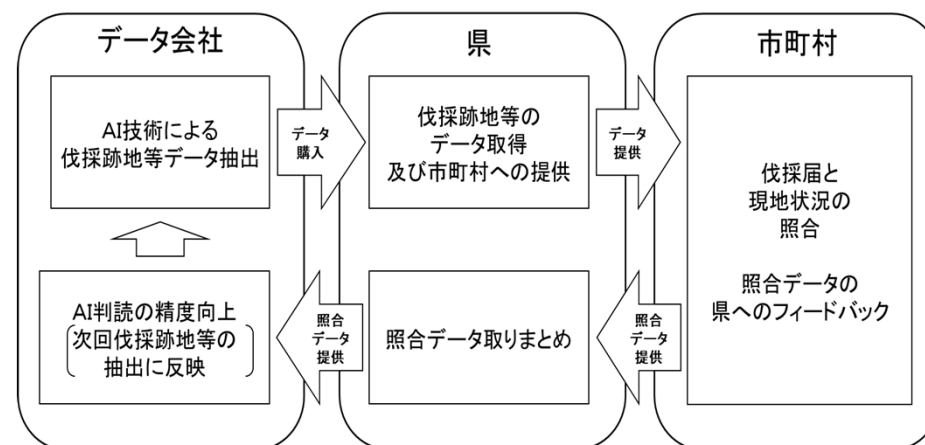 データ会社
AI技術による
伐採跡地等データ抽出
AI判読の精度向上
次回伐採跡地等の
抽出に反映
データ
購入
照合
データ
提供
県
伐採跡地等の
データ取得
及び市町村への提供
照合データ取りまとめ
データ
提供
照合
データ
提供
市町村
伐採届と
現地状況の
照合
照合データの
県へのフィードバック